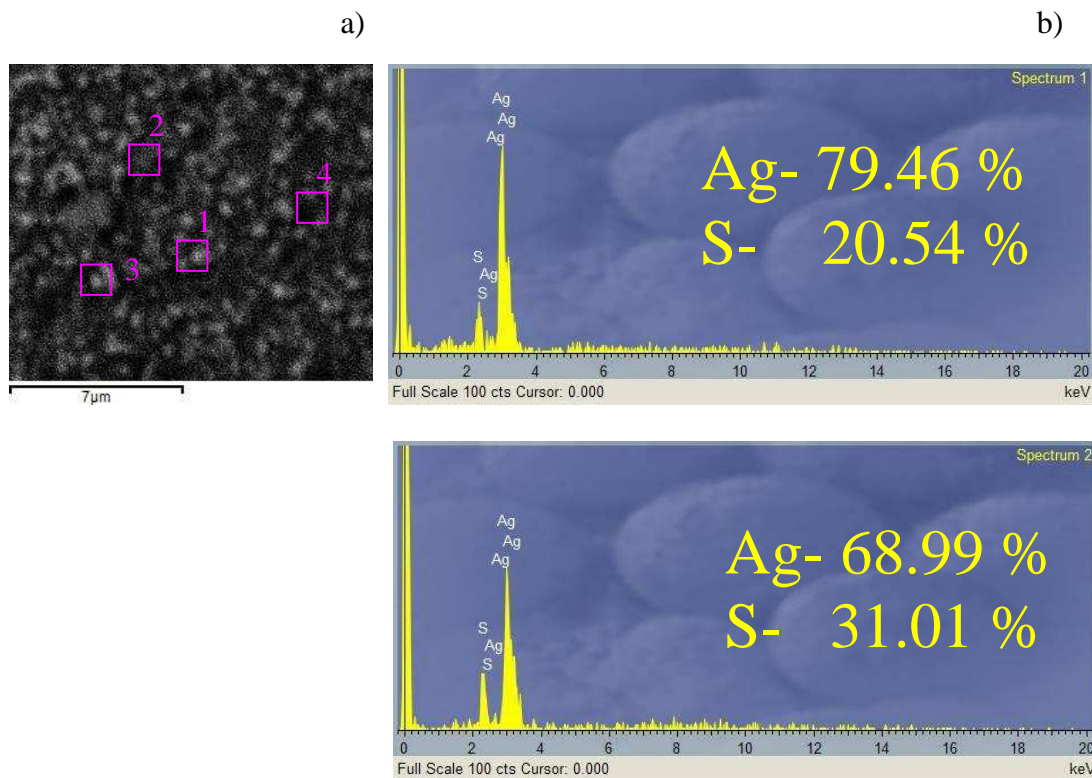 a)
b)
2
4
1
3
7µm
Spectrum 1
Ag
Ag
Ag
S
Ag
S
Ag- 79.46 %
S- 20.54 %
0 2 4 6 8 10 12 14 16 18 20
Full Scale 100 cts Cursor: 0.000 keV
Spectrum 2
Ag
Ag
Ag
S
Ag
S
Ag- 68.99 %
S- 31.01 %
0 2 4 6 8 10 12 14 16 18 20
Full Scale 100 cts Cursor: 0.000 keV